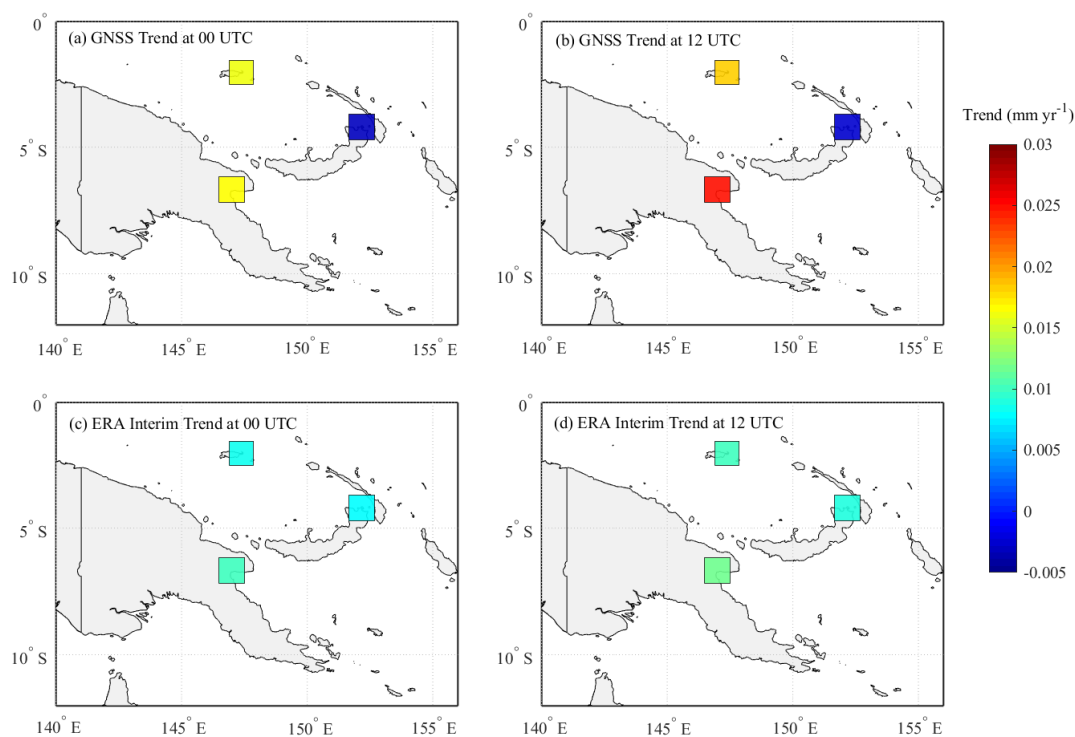 0° (a) GNSS Trend at 00 UTC
5° S
10° S
140° E 145° E 150° E 155° E
0° (b) GNSS Trend at 12 UTC
5° S
10° S
140° E 145° E 150° E 155° E
0° (c) ERA Interim Trend at 00 UTC
5° S
10° S
140° E 145° E 150° E 155° E
0° (d) ERA Interim Trend at 12 UTC
5° S
10° S
140° E 145° E 150° E 155° E
Trend (mm yr⁻¹)
0.03
0.025
0.02
0.015
0.01
0.005
0
-0.005